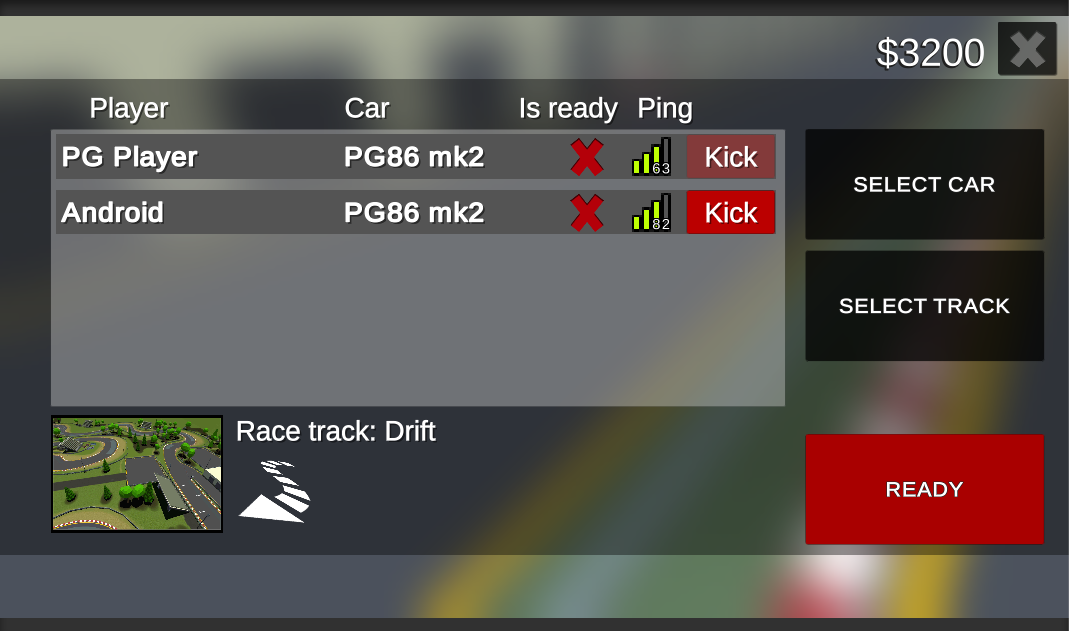 $3200
Player Car Is ready Ping
PG Player PG86 mk2 63 Kick
Android PG86 mk2 82 Kick
SELECT CAR
SELECT TRACK
Race track: Drift
READY